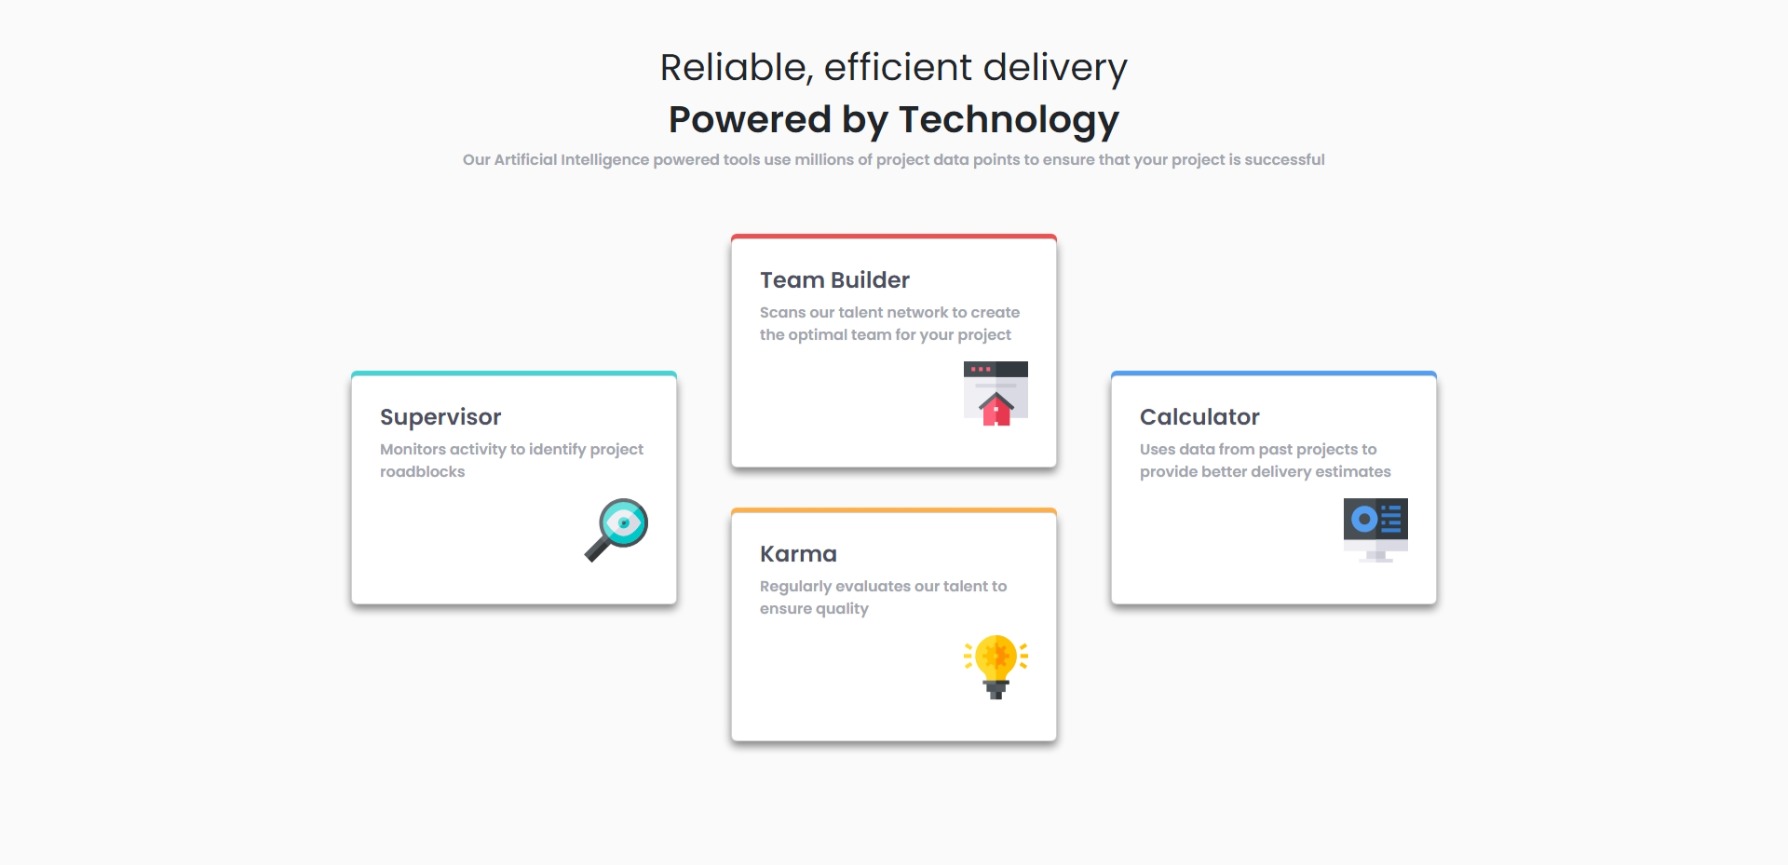 Reliable, efficient delivery
Powered by Technology
Our Artificial Intelligence powered tools use millions of project data points to ensure that your project is successful
Supervisor
Monitors activity to identify project
roadblocks
Team Builder
Scans our talent network to create
the optimal team for your project
Karma
Regularly evaluates our talent to
ensure quality
Calculator
Uses data from past projects to
provide better delivery estimates